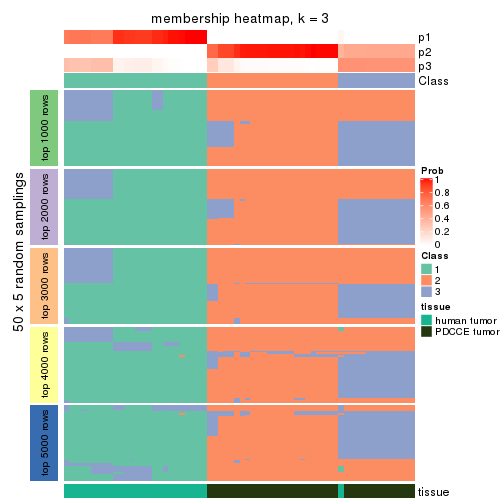 membership heatmap, k = 3
p1
p2
p3
Class
50 x 5 random samplings
top 1000 rows
top 2000 rows
top 3000 rows
top 4000 rows
top 5000 rows
Prob
1
0.8
0.6
0.4
0.2
0
Class
1
2
3
tissue
human tumor
PDCCE tumor
tissue